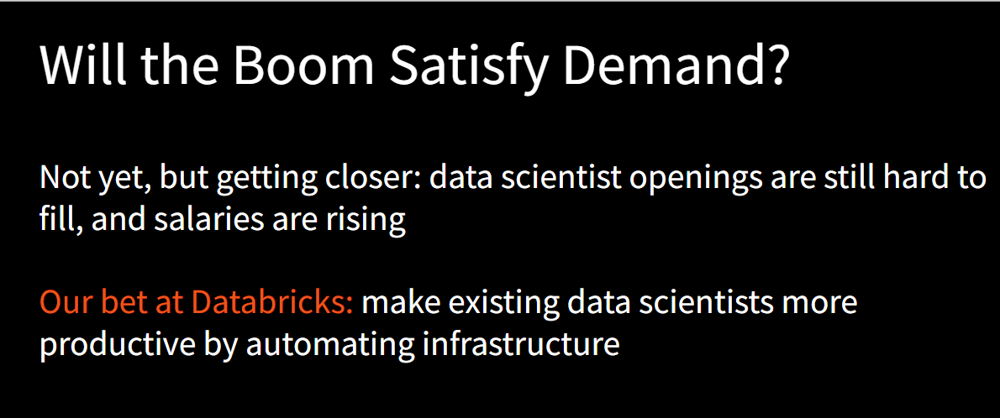 Will the Boom Satisfy Demand?
Not yet, but getting closer: data scientist openings are still hard to
fill, and salaries are rising
Our bet at Databricks: make existing data scientists more
productive by automating infrastructure